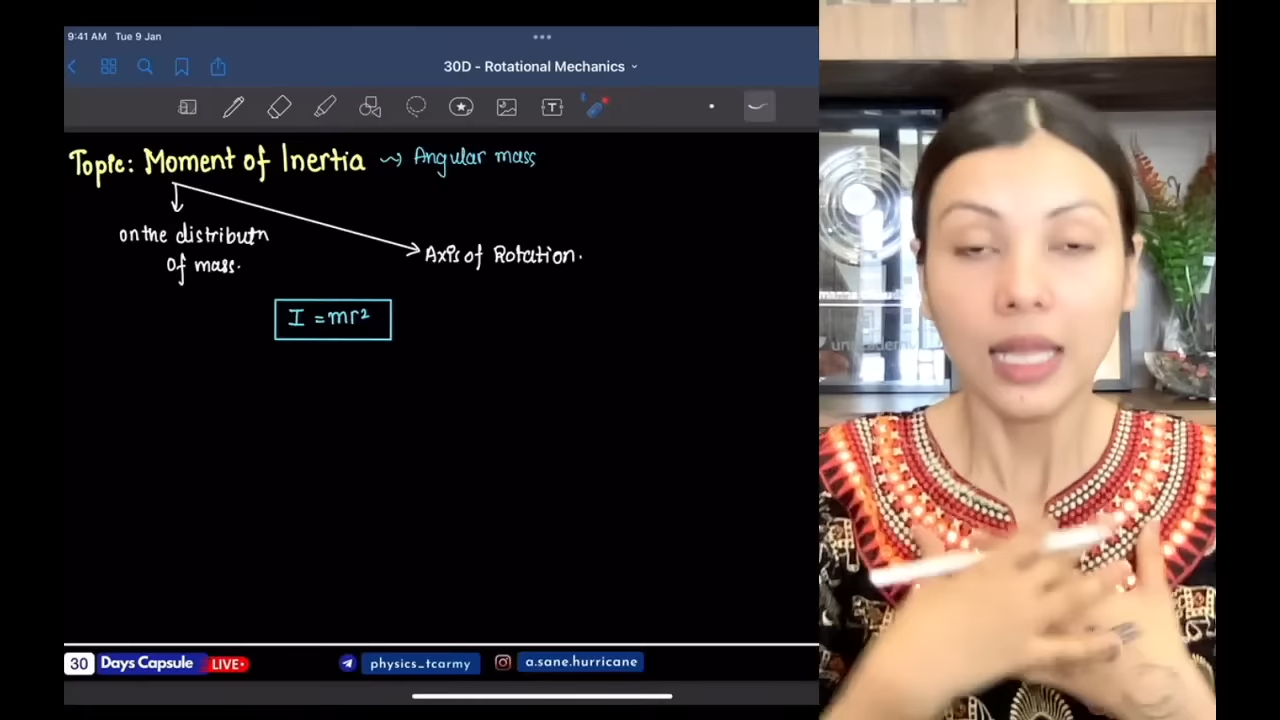 9:41 AM Tue 9 Jan
30D - Rotational Mechanics
T
Topic: Moment of Inertia ⤳ Angular mass
on the distributn
of mass.
Axis of Rotation.
I = mr²
unacademy
30 Days Capsule LIVE
physics_tcarmy
a.sane.hurricane